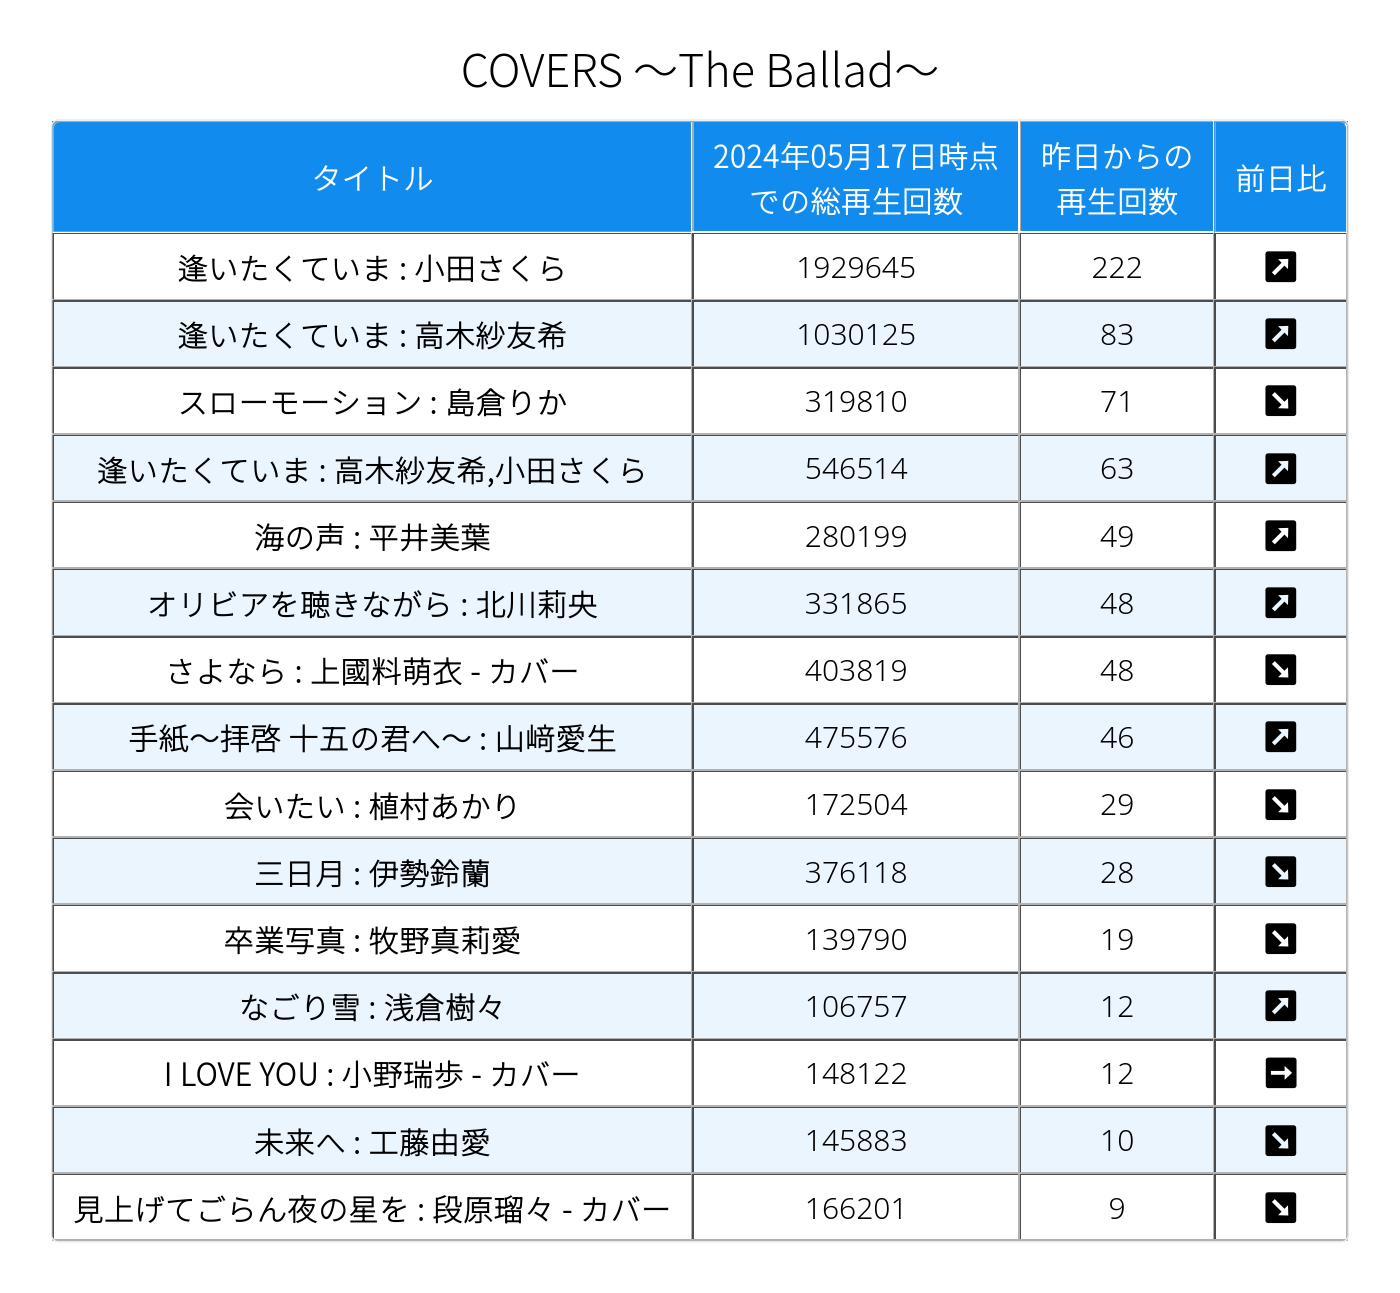 COVERS ～The Ballad～
タイトル 2024年05月17日時点での総再生回数 昨日からの再生回数 前日比
逢いたくていま : 小田さくら 1929645 222 ↗
逢いたくていま : 高木紗友希 1030125 83 ↗
スローモーション : 島倉りか 319810 71 ↘
逢いたくていま : 高木紗友希,小田さくら 546514 63 ↗
海の声 : 平井美葉 280199 49 ↗
オリビアを聴きながら : 北川莉央 331865 48 ↗
さよなら : 上國料萌衣 - カバー 403819 48 ↘
手紙～拝啓 十五の君へ～ : 山﨑愛生 475576 46 ↗
会いたい : 植村あかり 172504 29 ↘
三日月 : 伊勢鈴蘭 376118 28 ↘
卒業写真 : 牧野真莉愛 139790 19 ↘
なごり雪 : 浅倉樹々 106757 12 ↗
I LOVE YOU : 小野瑞歩 - カバー 148122 12 →
未来へ : 工藤由愛 145883 10 ↘
見上げてごらん夜の星を : 段原瑠々 - カバー 166201 9 ↘